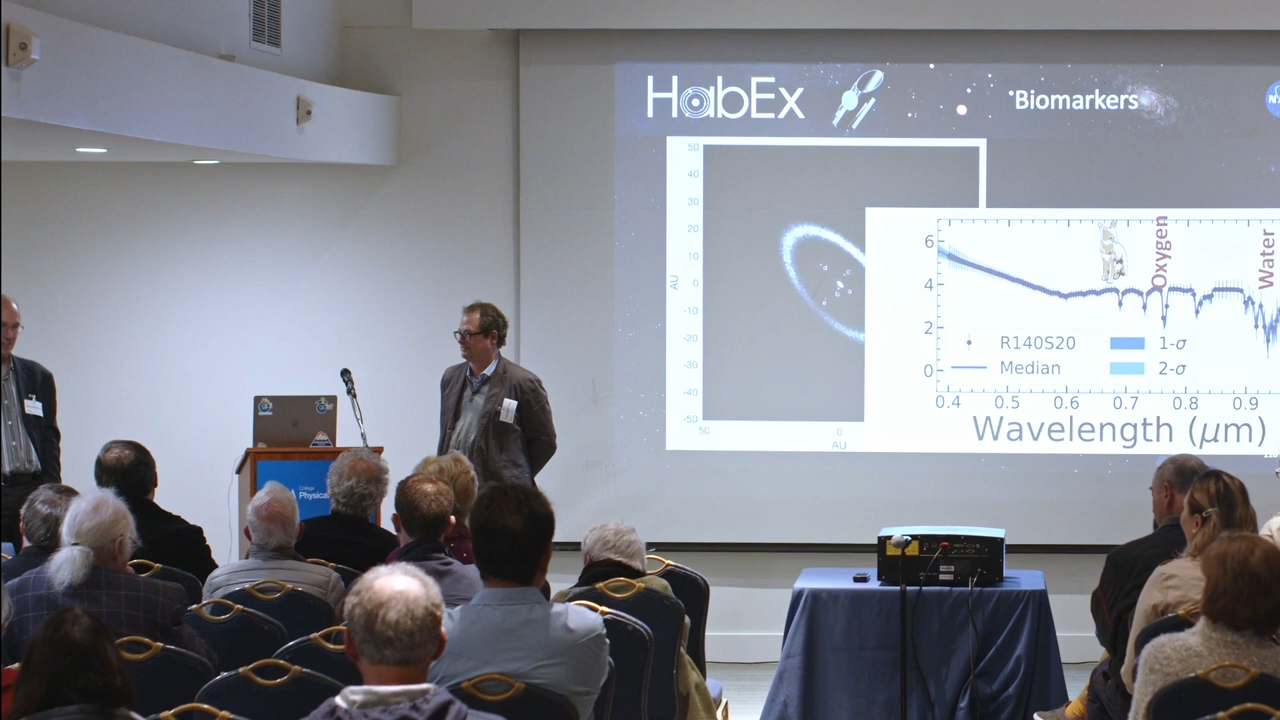 HabEx
•Biomarkers
50
40
30
20
10
0
-10
-20
-30
-40
-50
AU
50
0
AU
6
4
2
0
Oxygen
Water
R140S20
Median
1-σ
2-σ
0.4 0.5 0.6 0.7 0.8 0.9
Wavelength (μm)
College
Physical